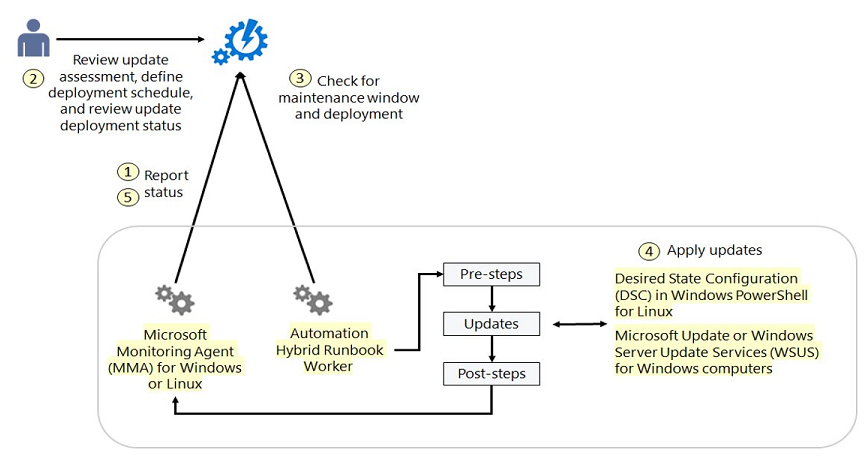 2
Review update
assessment, define
deployment schedule,
and review update
deployment status
3
Check for
maintenance window
and deployment
1
5
Report
status
4
Apply updates
Pre-steps
Updates
Post-steps
Desired State Configuration
(DSC) in Windows PowerShell
for Linux
Microsoft Update or Windows
Server Update Services (WSUS)
for Windows computers
Microsoft
Monitoring Agent
(MMA) for Windows
or Linux
Automation
Hybrid Runbook
Worker